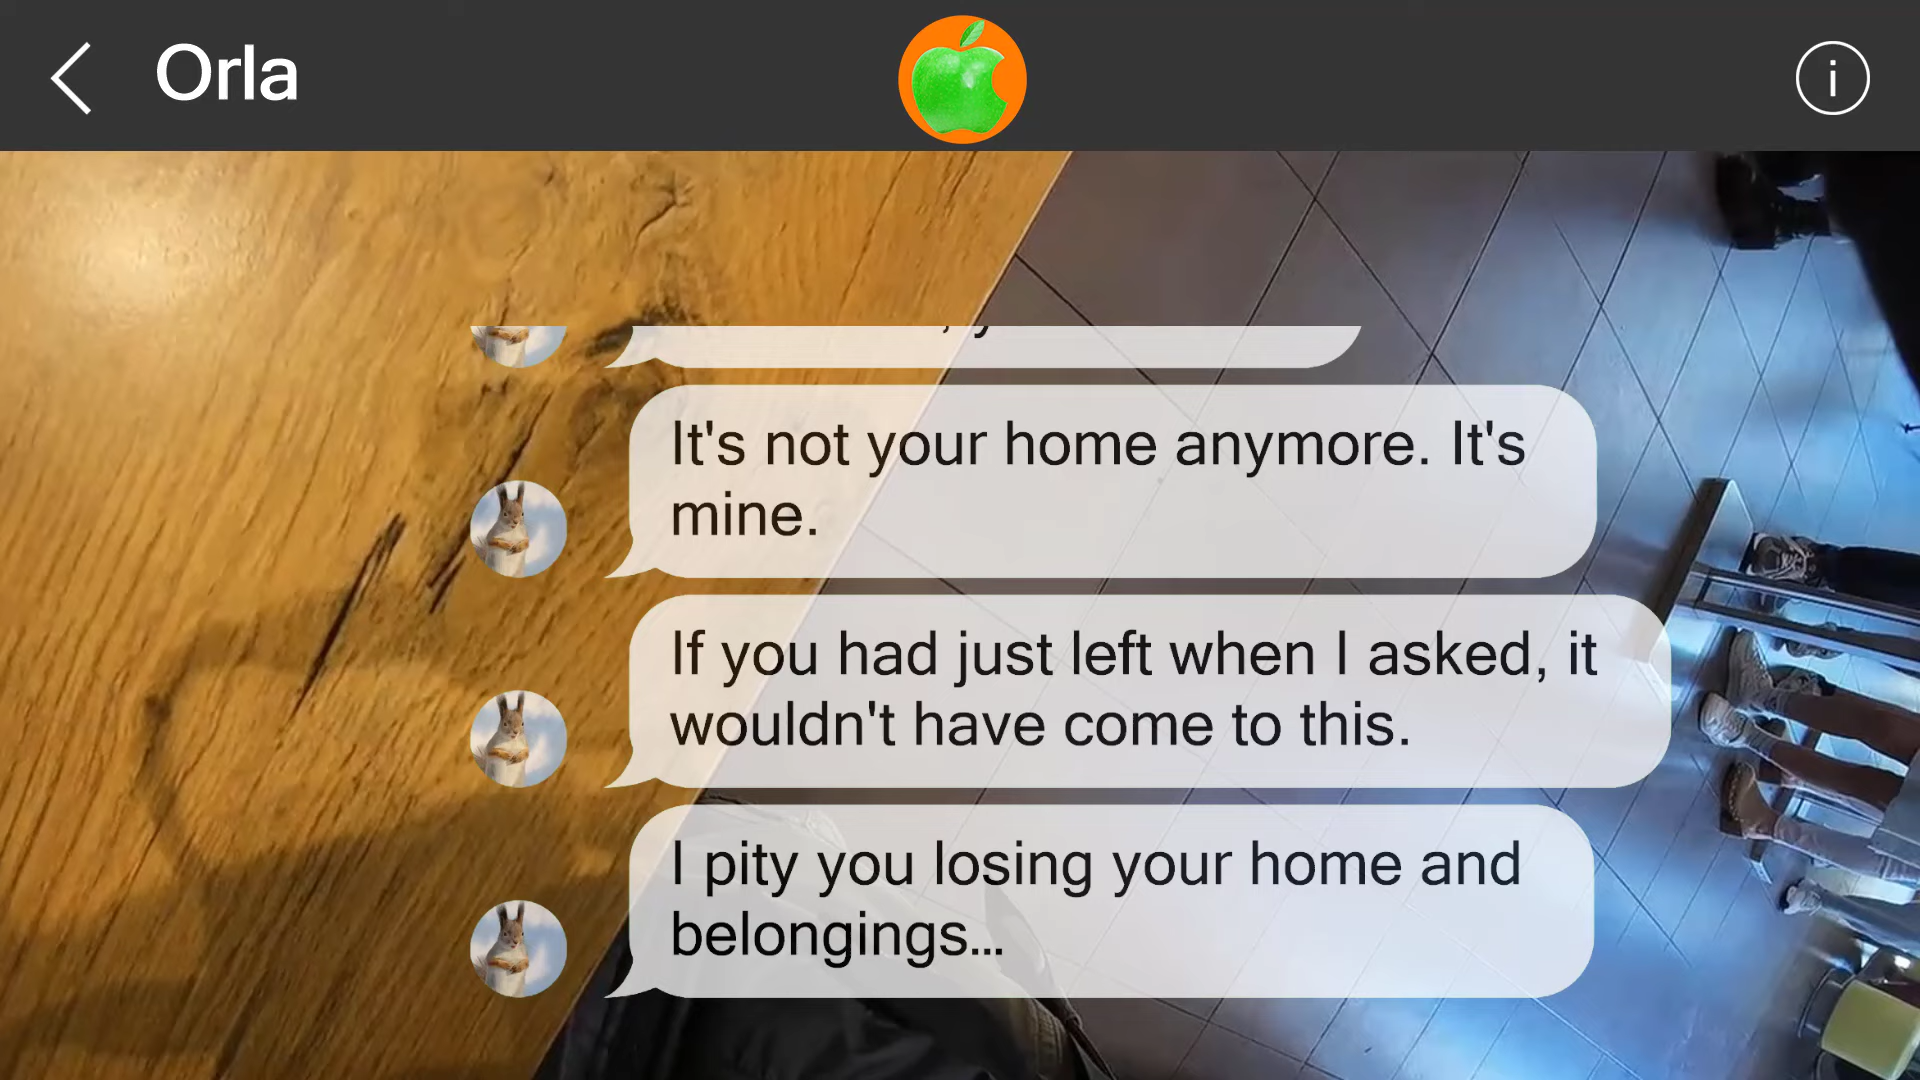 Orla
i
, y
It's not your home anymore. It's
mine.
If you had just left when I asked, it
wouldn't have come to this.
I pity you losing your home and
belongings...